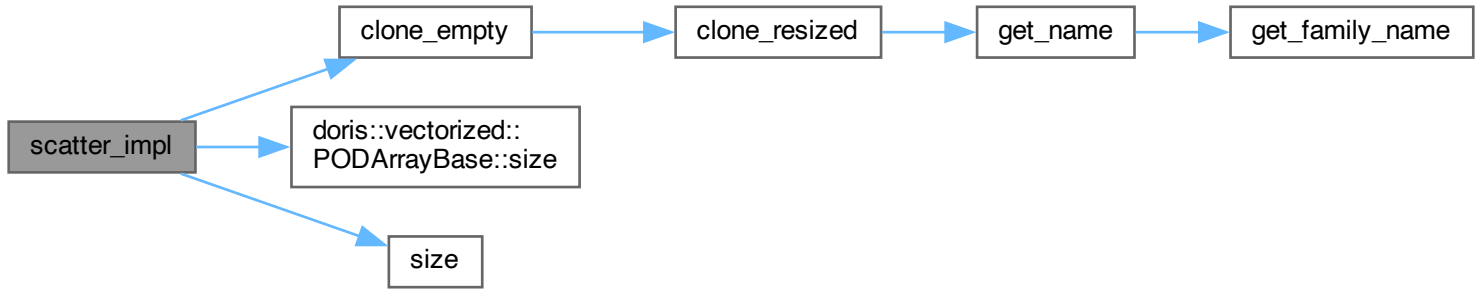 clone_empty
clone_resized
get_name
get_family_name
scatter_impl
doris::vectorized::
PODArrayBase::size
size